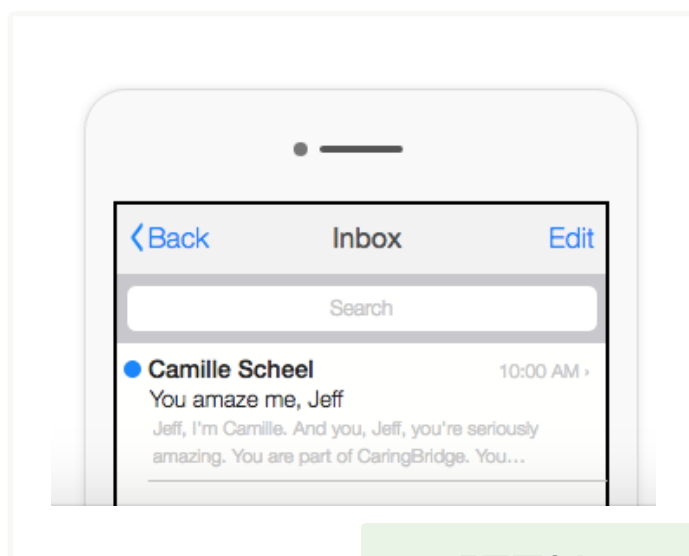 Back Inbox Edit
Search
Camille Scheel 10:00 AM ›
You amaze me, Jeff
Jeff, I'm Camille. And you, Jeff, you're seriously
amazing. You are part of CaringBridge. You...